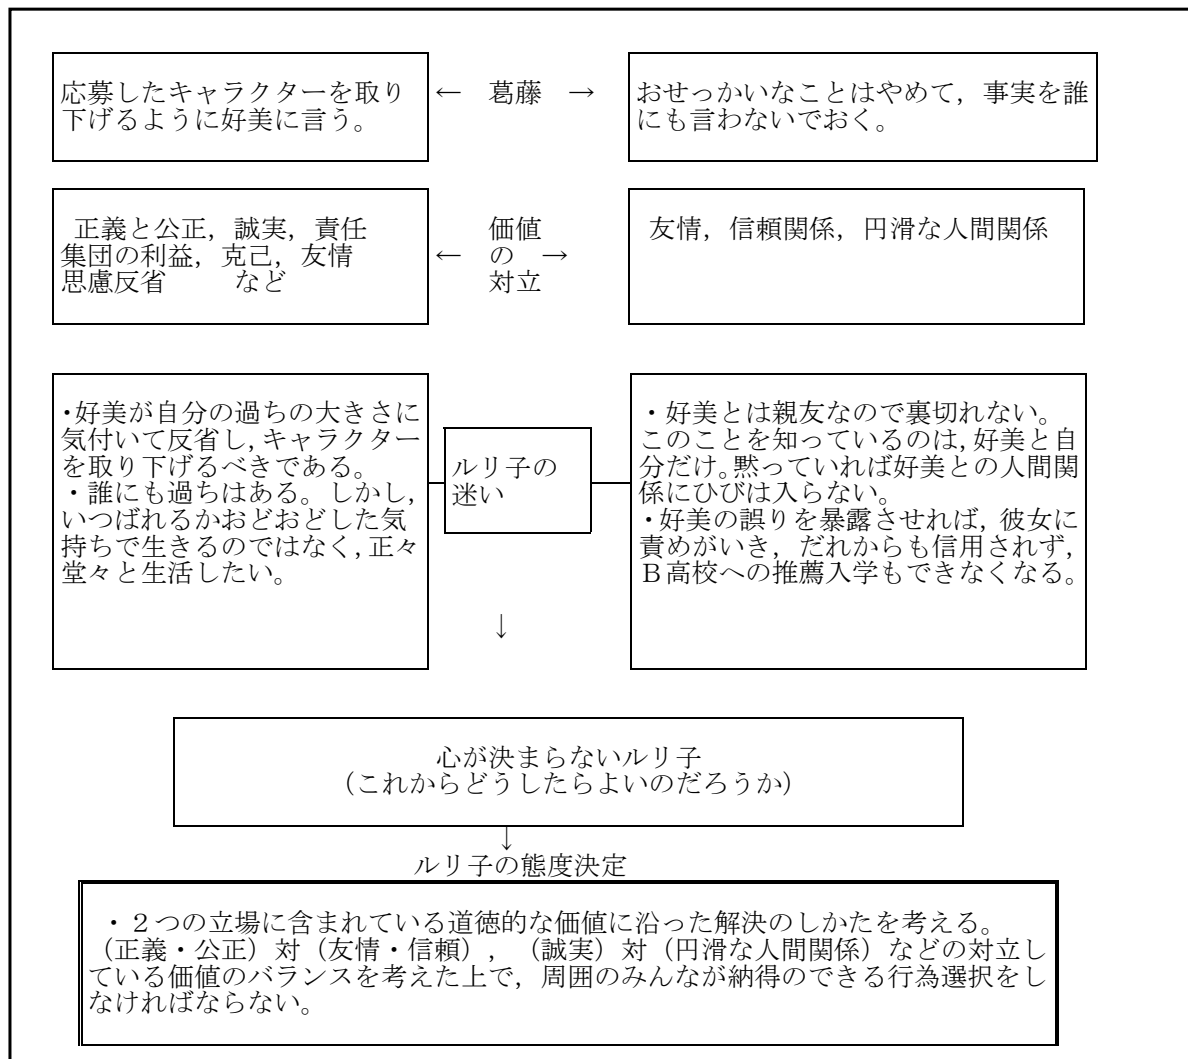 応募したキャラクターを取り
下げるように好美に言う。
← 葛藤 →
おせっかいなことはやめて，事実を誰
にも言わないでおく。
正義と公正，誠実，責任
集団の利益，克己，友情
思慮反省　　など
価値
← の →
対立
友情，信頼関係，円滑な人間関係
・好美が自分の過ちの大きさに
気付いて反省し，キャラクター
を取り下げるべきである。
・誰にも過ちはある。しかし，
いつばれるかおどおどした気
持ちで生きるのではなく，正々
堂々と生活したい。
ルリ子の
迷い
・好美とは親友なので裏切れない。
このことを知っているのは，好美と自
分だけ。黙っていれば好美との人間関
係にひびは入らない。
・好美の誤りを暴露させれば，彼女に
責めがいき，だれからも信用されず，
Ｂ高校への推薦入学もできなくなる。
↓
心が決まらないルリ子
（これからどうしたらよいのだろうか）
↓
ルリ子の態度決定
・２つの立場に含まれている道徳的な価値に沿った解決のしかたを考える。
（正義・公正）対（友情・信頼），（誠実）対（円滑な人間関係）などの対立し
ている価値のバランスを考えた上で，周囲のみんなが納得のできる行為選択をし
なければならない。